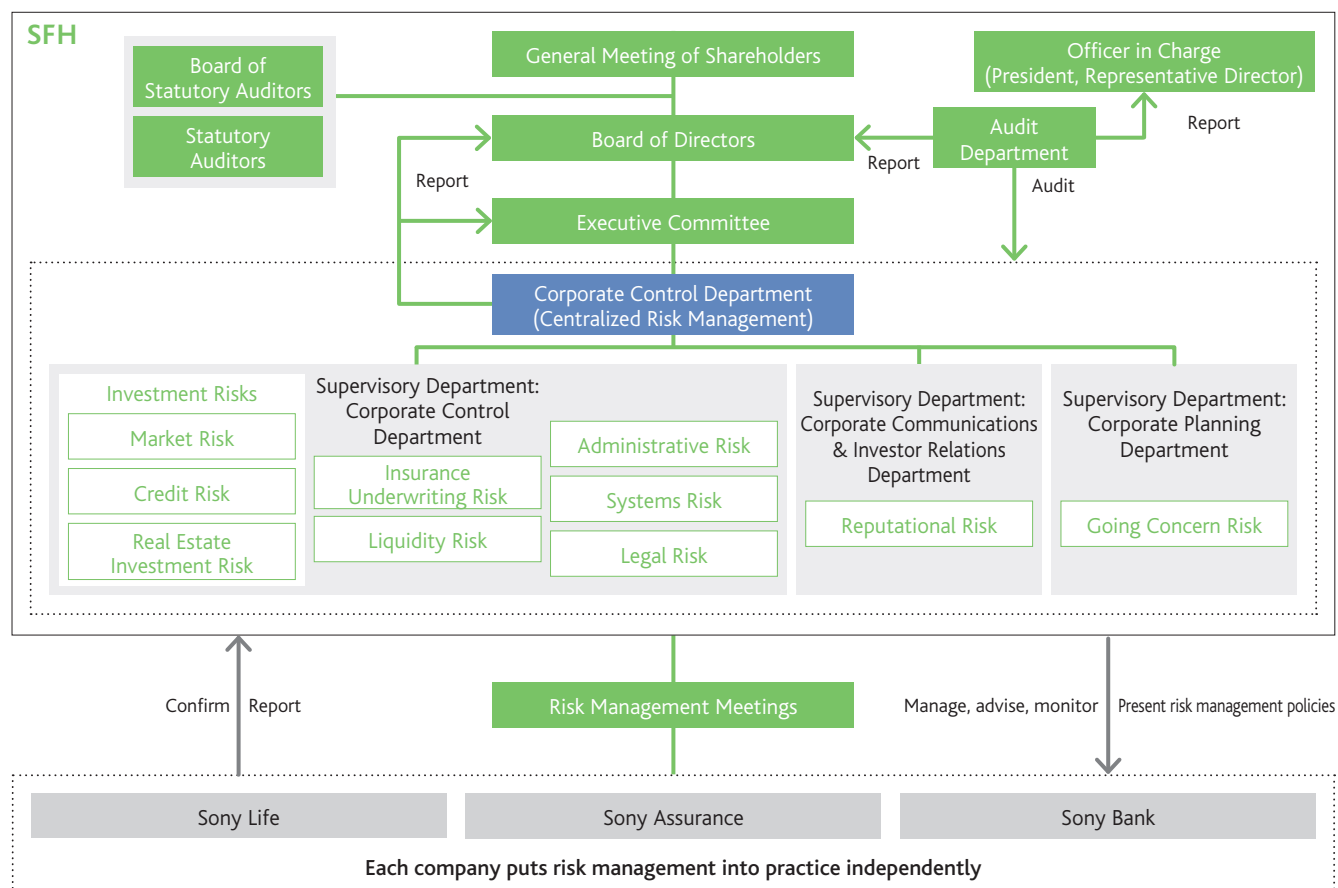 SFH
Board of
Statutory Auditors
Statutory
Auditors
General Meeting of Shareholders
Officer in Charge
(President, Representative Director)
Board of Directors
Audit
Department
Report
Report
Report
Audit
Executive Committee
Corporate Control Department
(Centralized Risk Management)
Investment Risks
Market Risk
Credit Risk
Real Estate
Investment Risk
Supervisory Department:
Corporate Control
Department
Insurance
Underwriting Risk
Liquidity Risk
Administrative Risk
Systems Risk
Legal Risk
Supervisory Department:
Corporate Communications
& Investor Relations
Department
Reputational Risk
Supervisory Department:
Corporate Planning
Department
Going Concern Risk
Confirm
Report
Risk Management Meetings
Manage, advise, monitor
Present risk management policies
Sony Life
Sony Assurance
Sony Bank
Each company puts risk management into practice independently